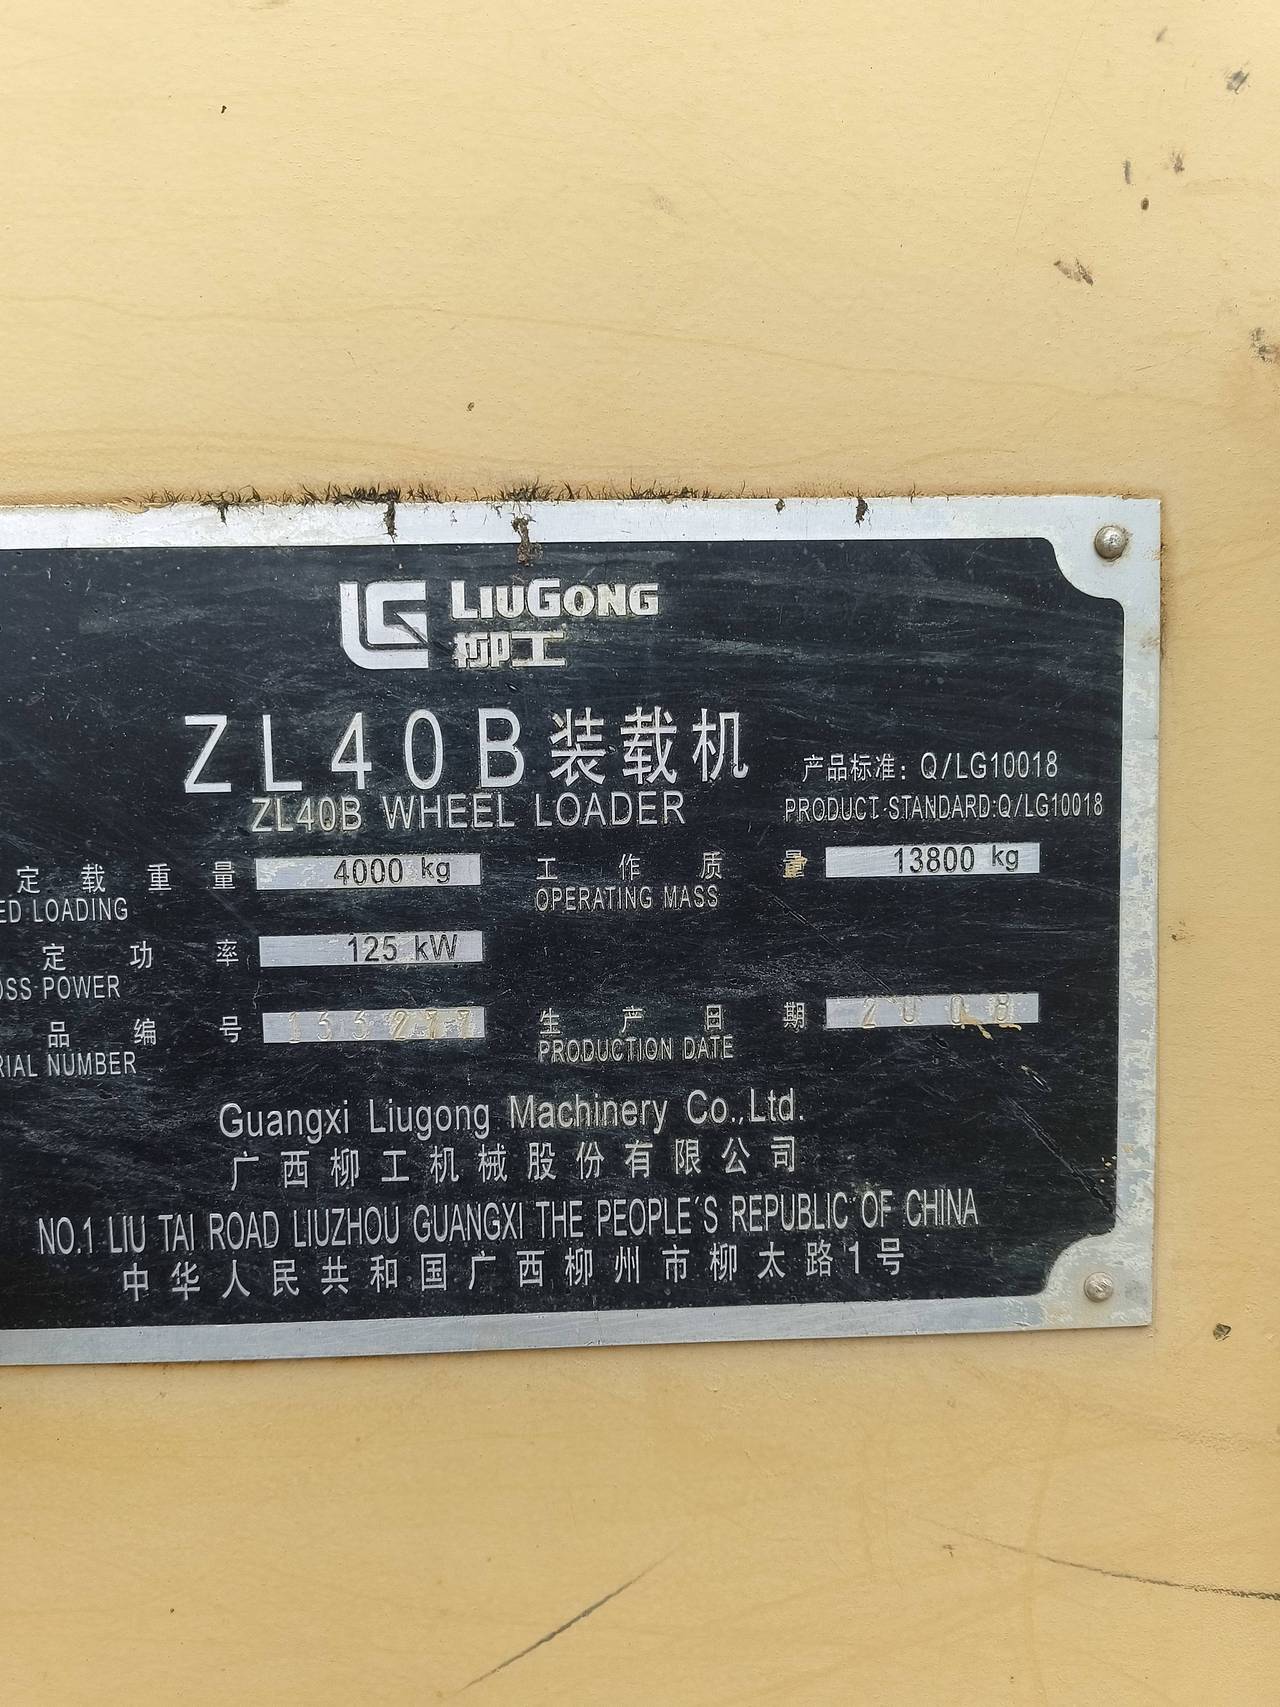 LG LIUGONG
柳工
ZL40B装载机
ZL40B WHEEL LOADER
产品标准：Q/LG10018
PRODUCT STANDARD:Q/LG10018
定载重量 4000 kg
ED LOADING
工作质量 13800 kg
OPERATING MASS
定功率 125 kW
OSS POWER
品编号 133277
RIAL NUMBER
生产日期 2008
PRODUCTION DATE
Guangxi Liugong Machinery Co.,Ltd.
广西柳工机械股份有限公司
NO.1 LIU TAI ROAD LIUZHOU GUANGXI THE PEOPLE'S REPUBLIC OF CHINA
中华人民共和国广西柳州市柳太路1号